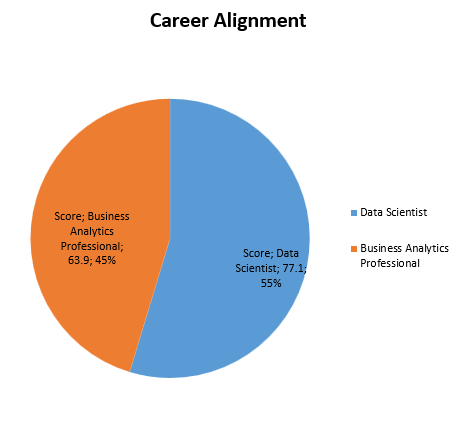 Career Alignment
Score; Business
Analytics
Professional;
63.9; 45%
Score; Data
Scientist; 77.1;
55%
Data Scientist
Business Analytics
Professional